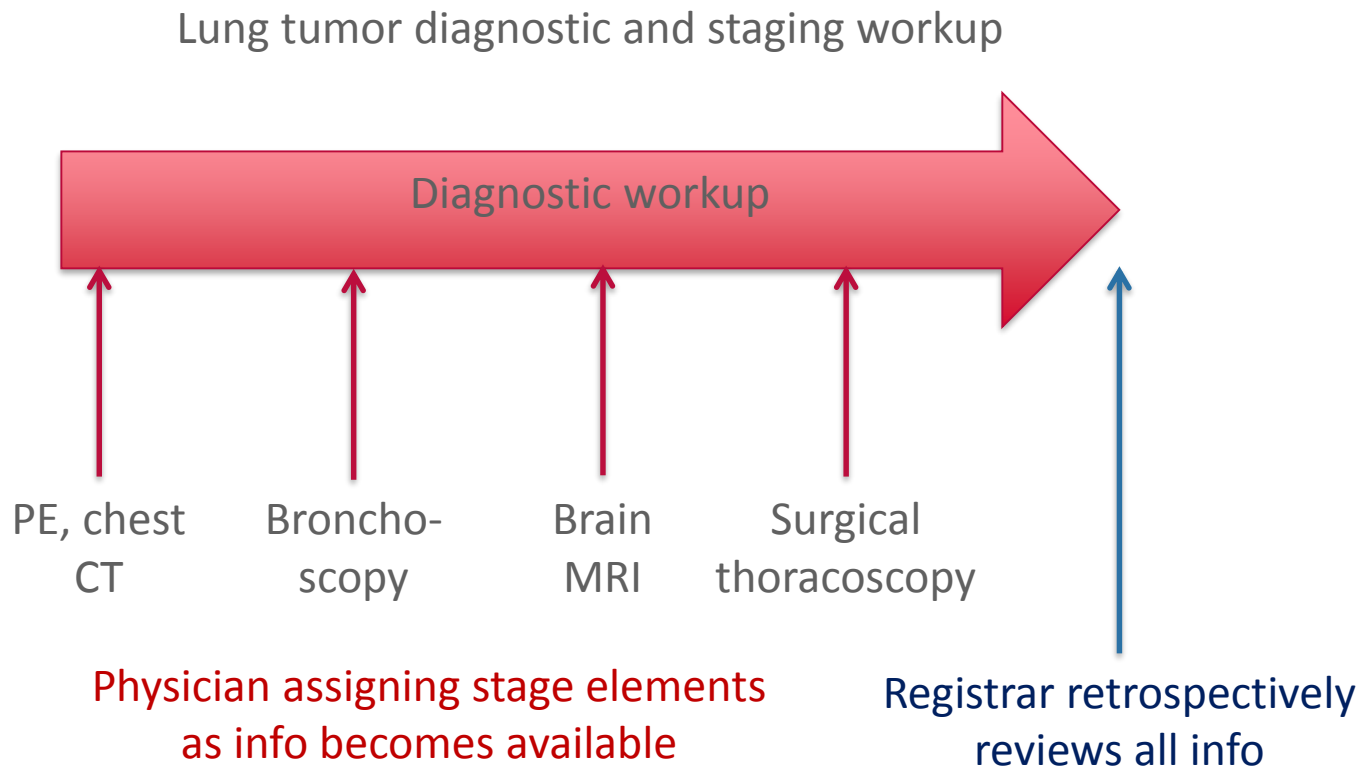 Lung tumor diagnostic and staging workup
Diagnostic workup
PE, chest
CT
Broncho-
scopy
Brain
MRI
Surgical
thoracoscopy
Physician assigning stage elements
as info becomes available
Registrar retrospectively
reviews all info